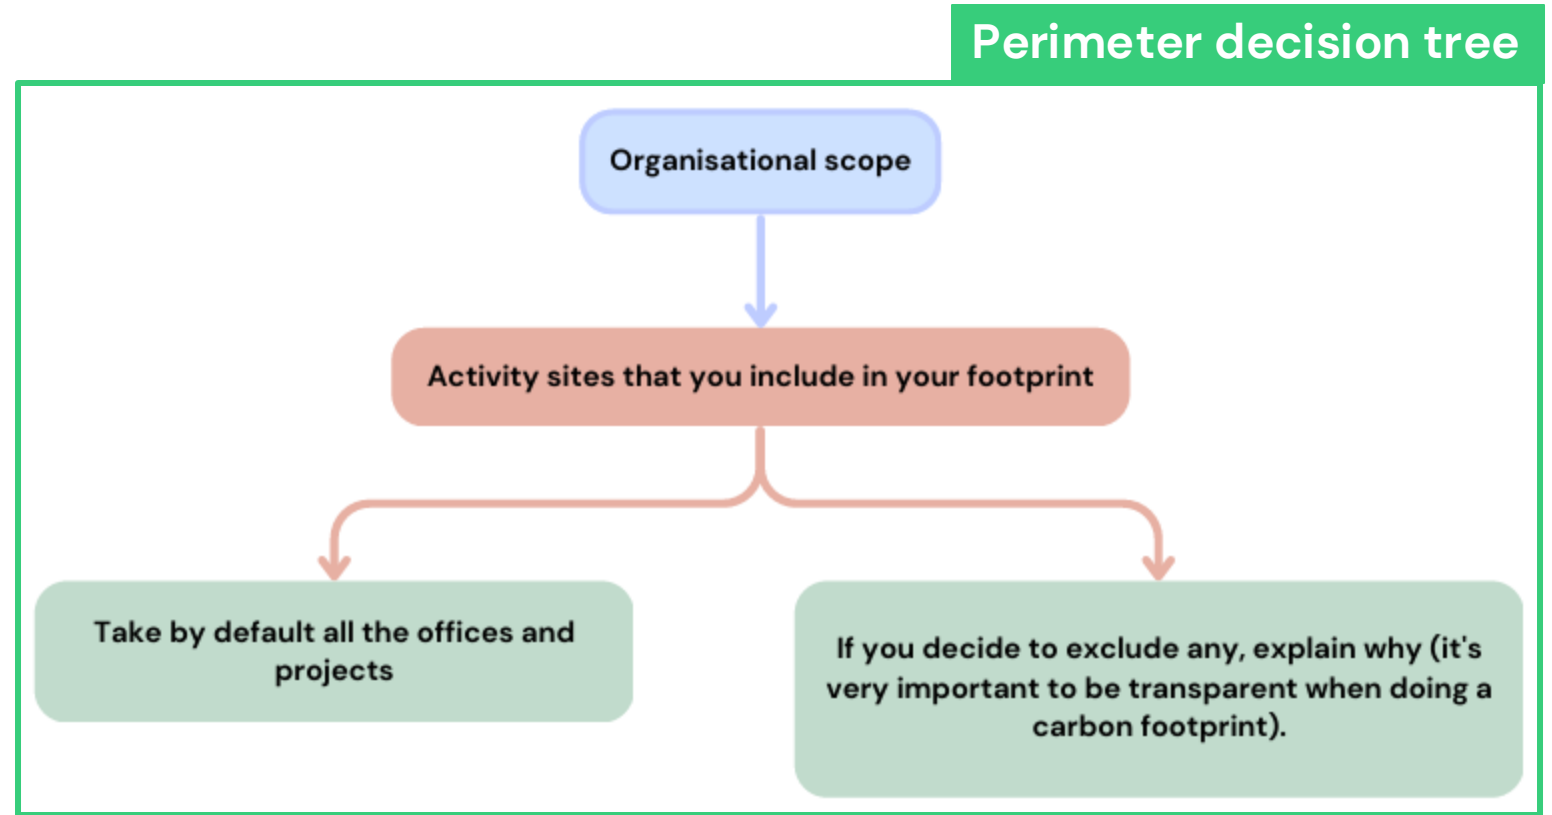 Perimeter decision tree
Organisational scope
Activity sites that you include in your footprint
Take by default all the offices and
projects
If you decide to exclude any, explain why (it's
very important to be transparent when doing a
carbon footprint).